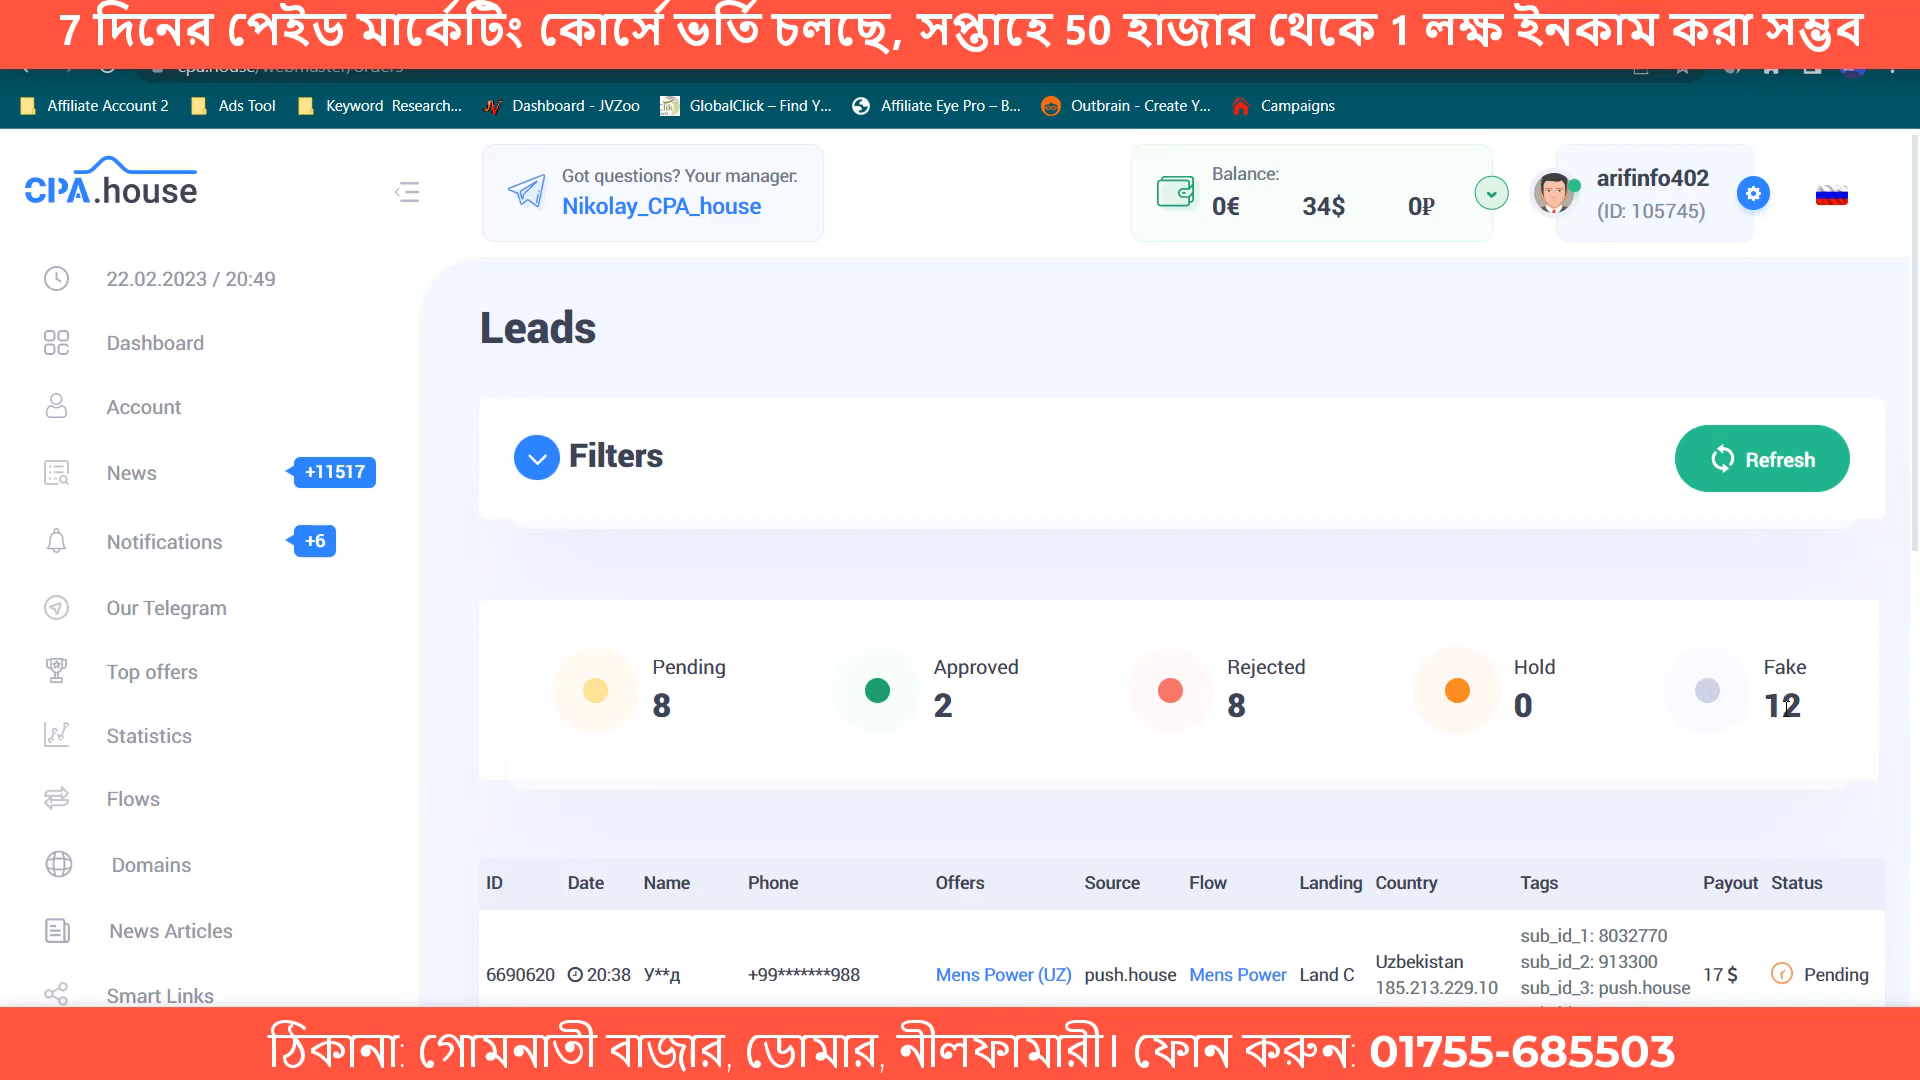 7 দিনের পেইড মার্কেটিং কোর্সে ভর্তি চলছে, সপ্তাহে 50 হাজার থেকে 1 লক্ষ ইনকাম করা সম্ভব
cpa.house/webmaster/orders
Affiliate Account 2 Ads Tool Keyword Research... Dashboard - JVZoo GlobalClick – Find Y... Affiliate Eye Pro – B... Outbrain - Create Y... Campaigns
CPA.house
Got questions? Your manager:
Nikolay_CPA_house
Balance:
0€ 34$ 0₽
arifinfo402
(ID: 105745)
22.02.2023 / 20:49
Dashboard
Account
News +11517
Notifications +6
Our Telegram
Top offers
Statistics
Flows
Domains
News Articles
Smart Links
Leads
Filters
Refresh
Pending Approved Rejected Hold Fake
8 2 8 0 12
ID Date Name Phone Offers Source Flow Landing Country Tags Payout Status
6690620 20:38 У**д +99*******988 Mens Power (UZ) push.house Mens Power Land C Uzbekistan 185.213.229.10 sub_id_1: 8032770 17 $ Pending
sub_id_2: 913300
sub_id_3: push.house
ঠিকানা: গোমনাতী বাজার, ডোমার, নীলফামারী। ফোন করুন: 01755-685503